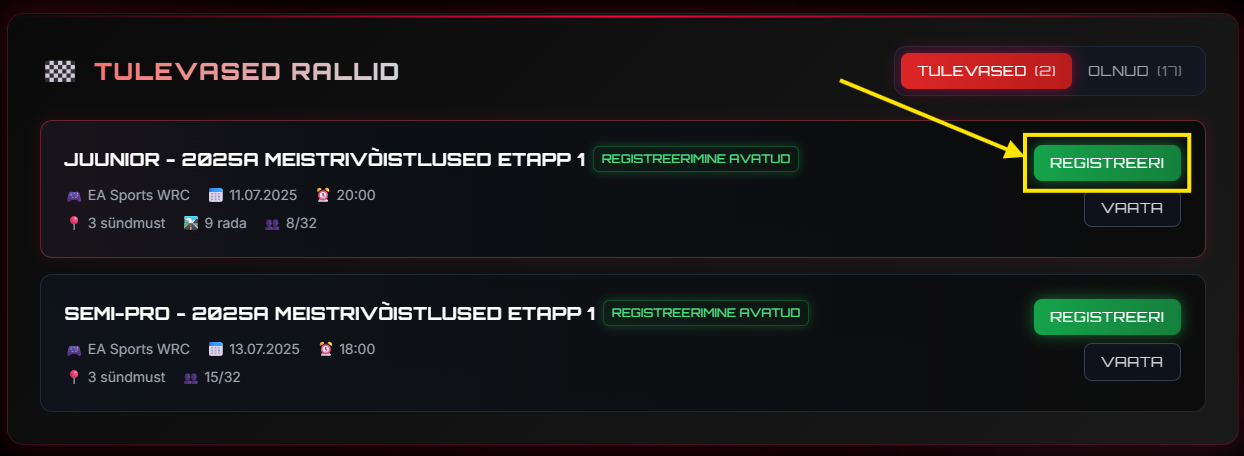 TULEVASED RALLID
TULEVASED (2) OLNUD (17)
JUUNIOR - 2025A MEISTRIVÕISTLUSED ETAPP 1 REGISTREERIMINE AVATUD
REGISTREERI
EA Sports WRC 11.07.2025 20:00
VAATA
3 sündmust 9 rada 8/32
SEMI-PRO - 2025A MEISTRIVÕISTLUSED ETAPP 1 REGISTREERIMINE AVATUD
REGISTREERI
EA Sports WRC 13.07.2025 18:00
VAATA
3 sündmust 15/32